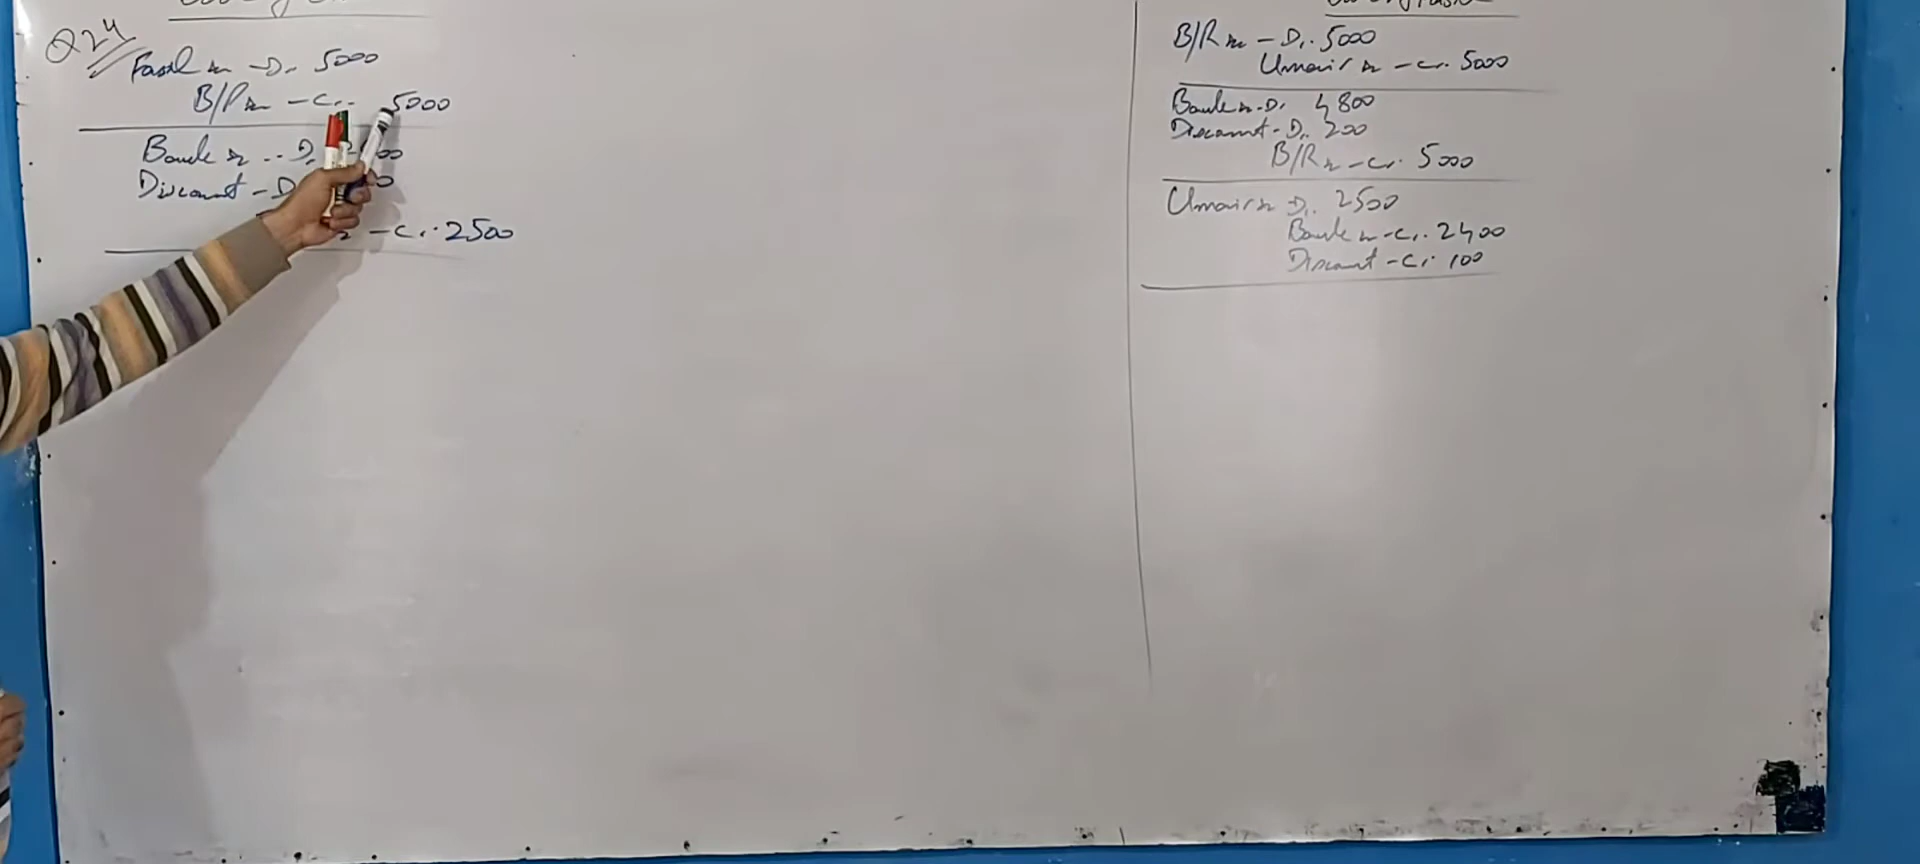 Q24
Fasil a/c - Dr. 5000
B/P a/c - Cr. 5000
Bank a/c - Dr.
Discount - D
- Cr. 2500
B/R a/c - Dr. 5000
Umair a/c - Cr. 5000
Bank a/c Dr. 4800
Discount - Dr. 200
B/R a/c - Cr. 5000
Umair a/c Dr. 2500
Bank a/c - Cr. 2400
Discount - Cr. 100